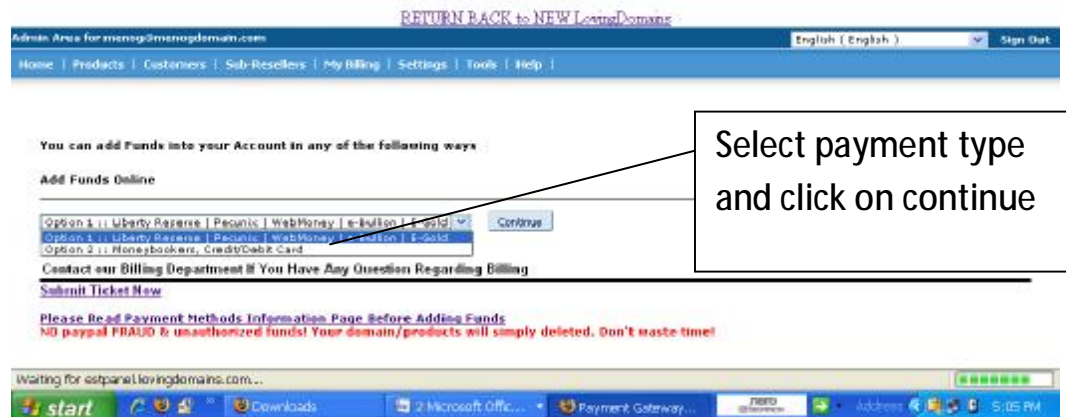 RETURN BACK to NEW LovingDomains
Admin Area for menog@menogdomain.com
English ( English )
Sign Out
Home | Products | Customers | Sub-Resellers | My Billing | Settings | Tools | Help |
You can add Funds into your Account in any of the following ways
Select payment type
and click on continue
Add Funds Online
Option 1 :: Liberty Reserve | Pecunix | WebMoney | e-Bullion | E-Gold
Continue
Option 1 :: Liberty Reserve | Pecunix | WebMoney | e-Bullion | E-Gold
Option 2 :: Moneybookers, Credit/Debit Card
Contact our Billing Department If You Have Any Question Regarding Billing
Submit Ticket Now
Please Read Payment Methods Information Page Before Adding Funds
NO paypal FRAUD & unauthorized funds! Your domain/products will simply deleted. Don't waste time!
Waiting for estpanel.lovingdomains.com...
start
Downloads
2 Microsoft Offic...
Payment Gateway...
nero
Address
5:05 PM